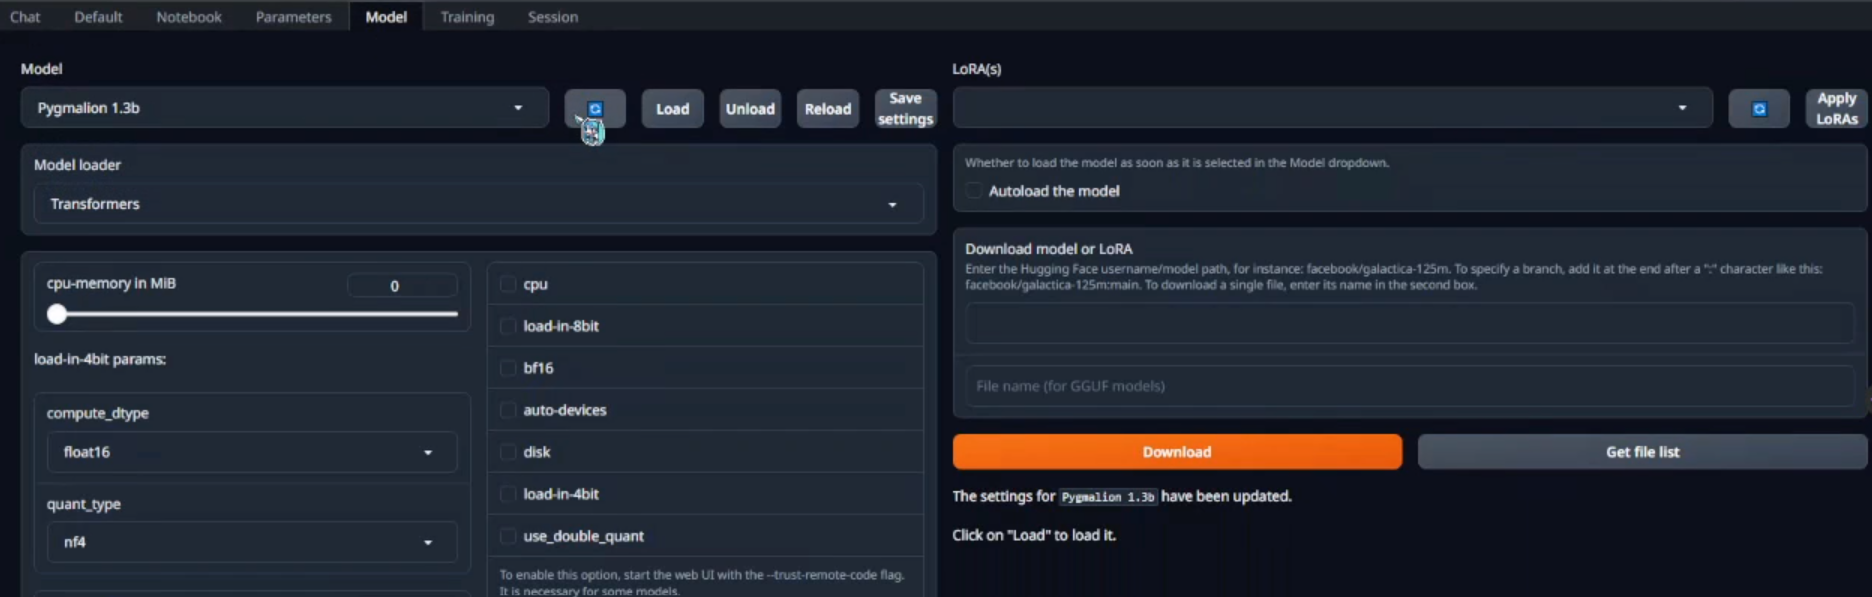 Chat
Default
Notebook
Parameters
Model
Training
Session
Model
Pygmalion 1.3b
Load
Unload
Reload
Save
settings
Model loader
Transformers
cpu-memory in MiB
0
load-in-4bit params:
compute_dtype
float16
quant_type
nf4
cpu
load-in-8bit
bf16
auto-devices
disk
load-in-4bit
use_double_quant
To enable this option, start the web UI with the --trust-remote-code flag.
It is necessary for some models.
LoRA(s)
Apply
LoRAs
Whether to load the model as soon as it is selected in the Model dropdown.
Autoload the model
Download model or LoRA
Enter the Hugging Face username/model path, for instance: facebook/galactica-125m. To specify a branch, add it at the end after a ":" character like this:
facebook/galactica-125m:main. To download a single file, enter its name in the second box.
File name (for GGUF models)
Download
Get file list
The settings for Pygmalion 1.3b have been updated.
Click on "Load" to load it.